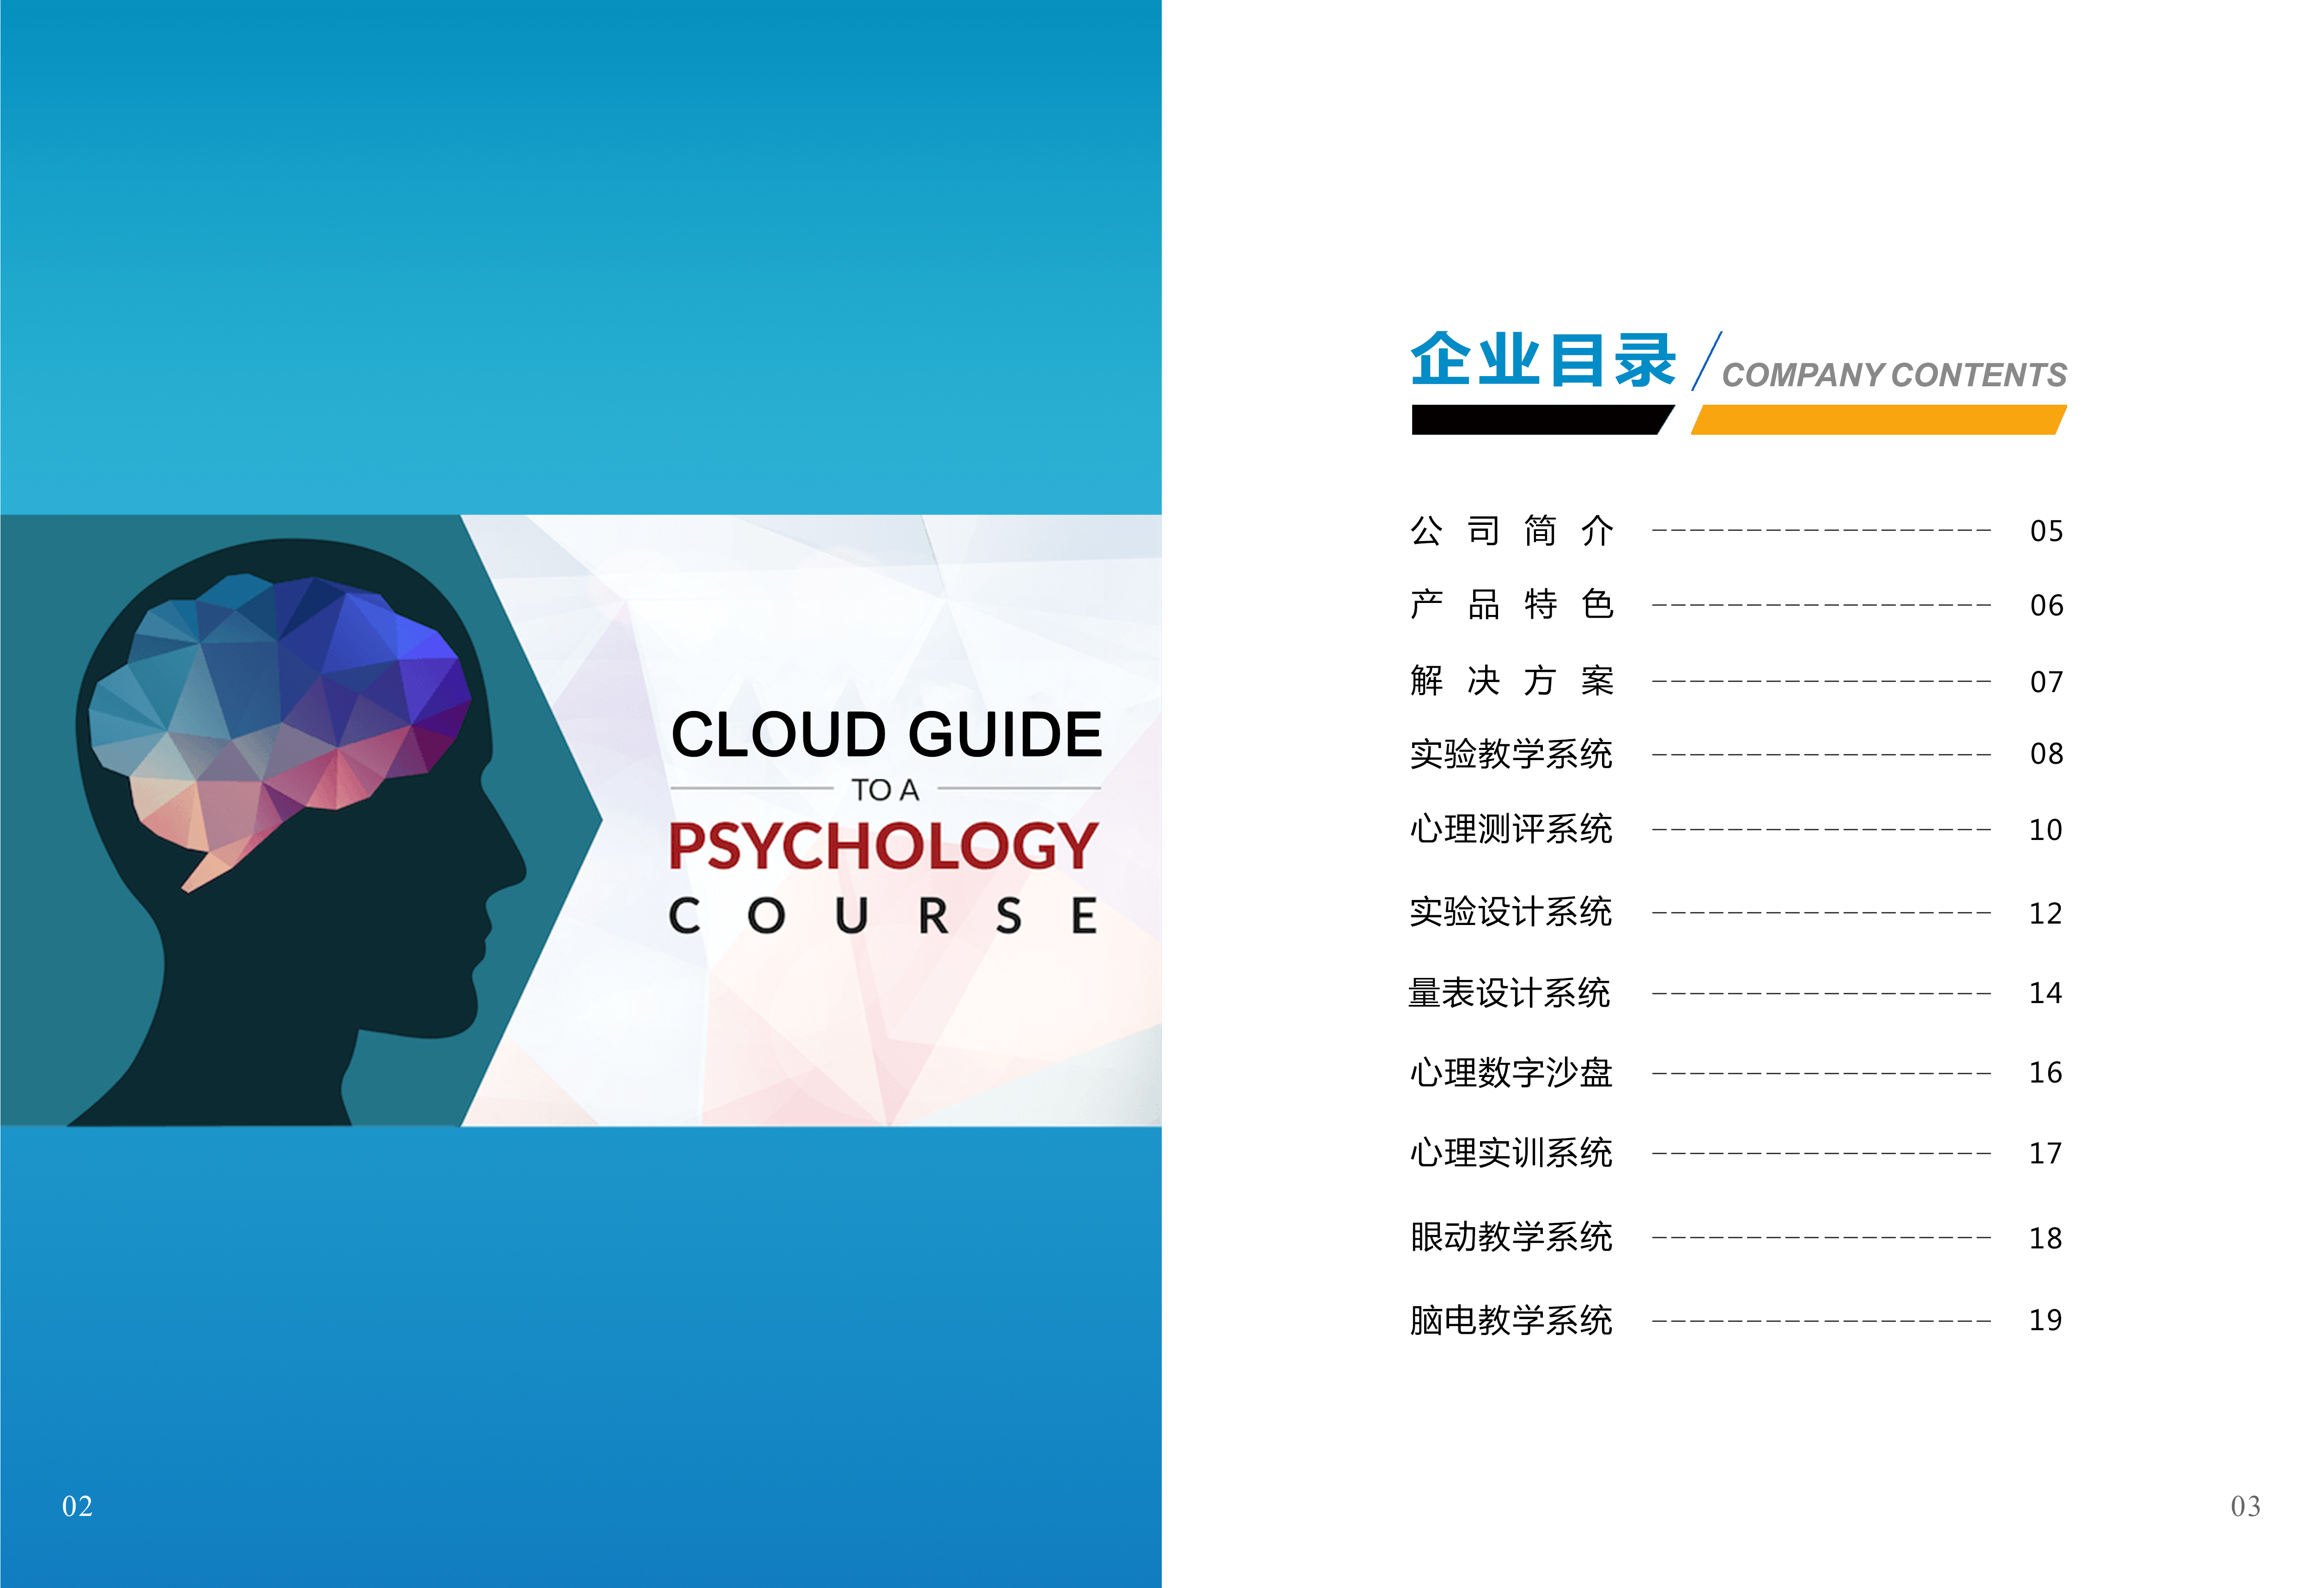 CLOUD GUIDE
TO A
PSYCHOLOGY
COURSE
02
企业目录 / COMPANY CONTENTS
公司简介 05
产品特色 06
解决方案 07
实验教学系统 08
心理测评系统 10
实验设计系统 12
量表设计系统 14
心理数字沙盘 16
心理实训系统 17
眼动教学系统 18
脑电教学系统 19
03